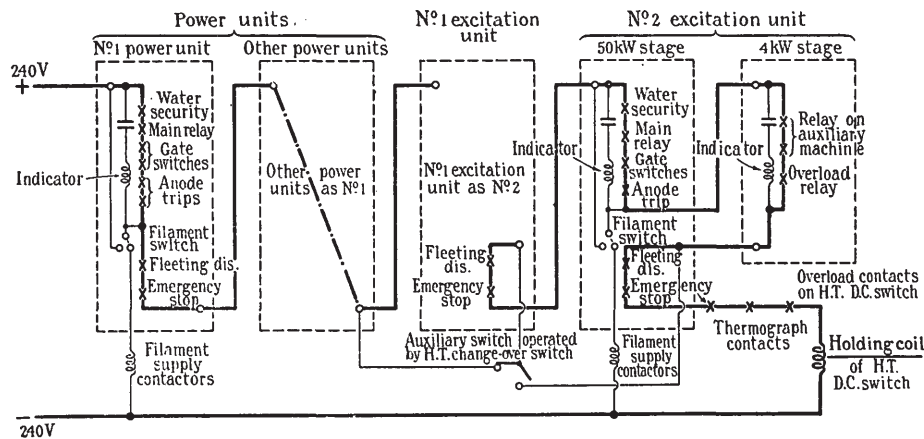 Power units.
Nº1 power unit
Other power units
Nº1 excitation
unit
Nº2 excitation unit
50kW stage
4kW stage
240V
+
Water
security
Main relay
Gate
switches
Anode
trips
Indicator
Filament
switch
Fleeting dis.
Emergency
stop
Filament
supply
contactors
Other power
units as Nº1
Nº1 excitation
unit as Nº2
Fleeting
dis.
Emergency
stop
Auxiliary switch operated
by H.T. change-over switch
Indicator
Water
security
Main
relay
Gate
switches
Anode
trip
Filament
switch
Fleeting
dis.
Emergency
stop
Filament
supply
contactors
Indicator
Relay on
auxiliary
machine
Overload
relay
Overload contacts
on H.T. D.C. switch
Thermograph
contacts
Holding coil
of H.T.
D.C. switch
−
240V